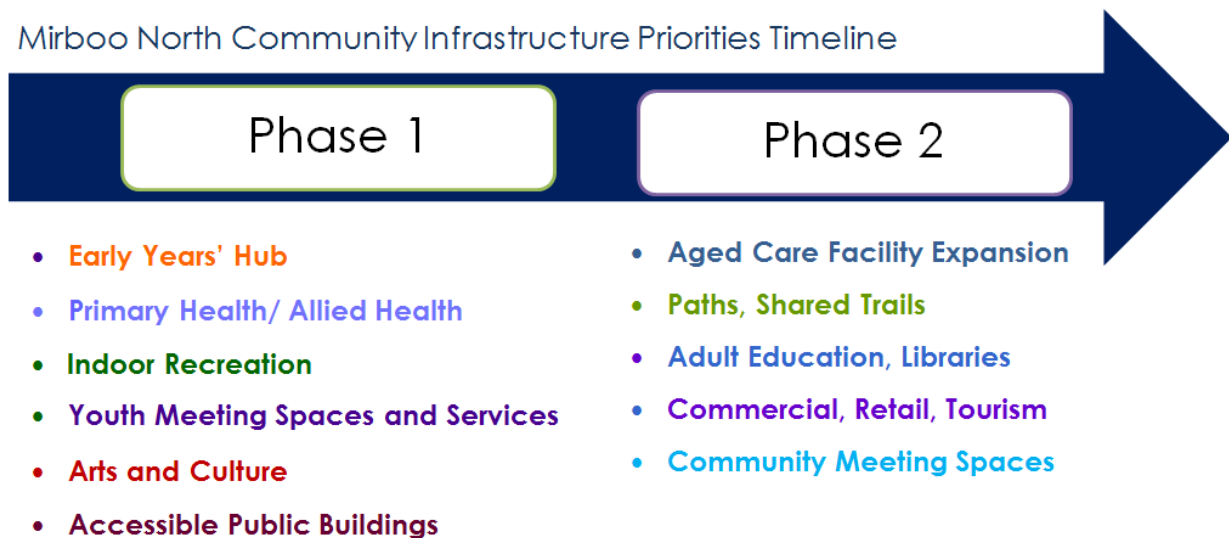 Mirboo North Community Infrastructure Priorities Timeline
Phase 1
• Early Years’ Hub
• Primary Health/ Allied Health
• Indoor Recreation
• Youth Meeting Spaces and Services
• Arts and Culture
• Accessible Public Buildings
Phase 2
• Aged Care Facility Expansion
• Paths, Shared Trails
• Adult Education, Libraries
• Commercial, Retail, Tourism
• Community Meeting Spaces